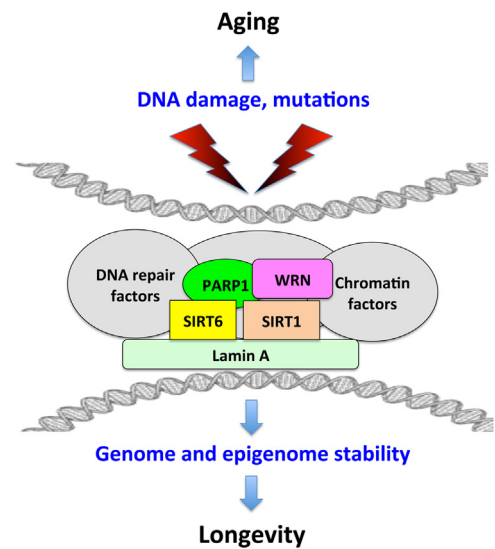 Aging
DNA damage, mutations
DNA repair
factors
PARP1
WRN
Chromatin
factors
SIRT6
SIRT1
Lamin A
Genome and epigenome stability
Longevity